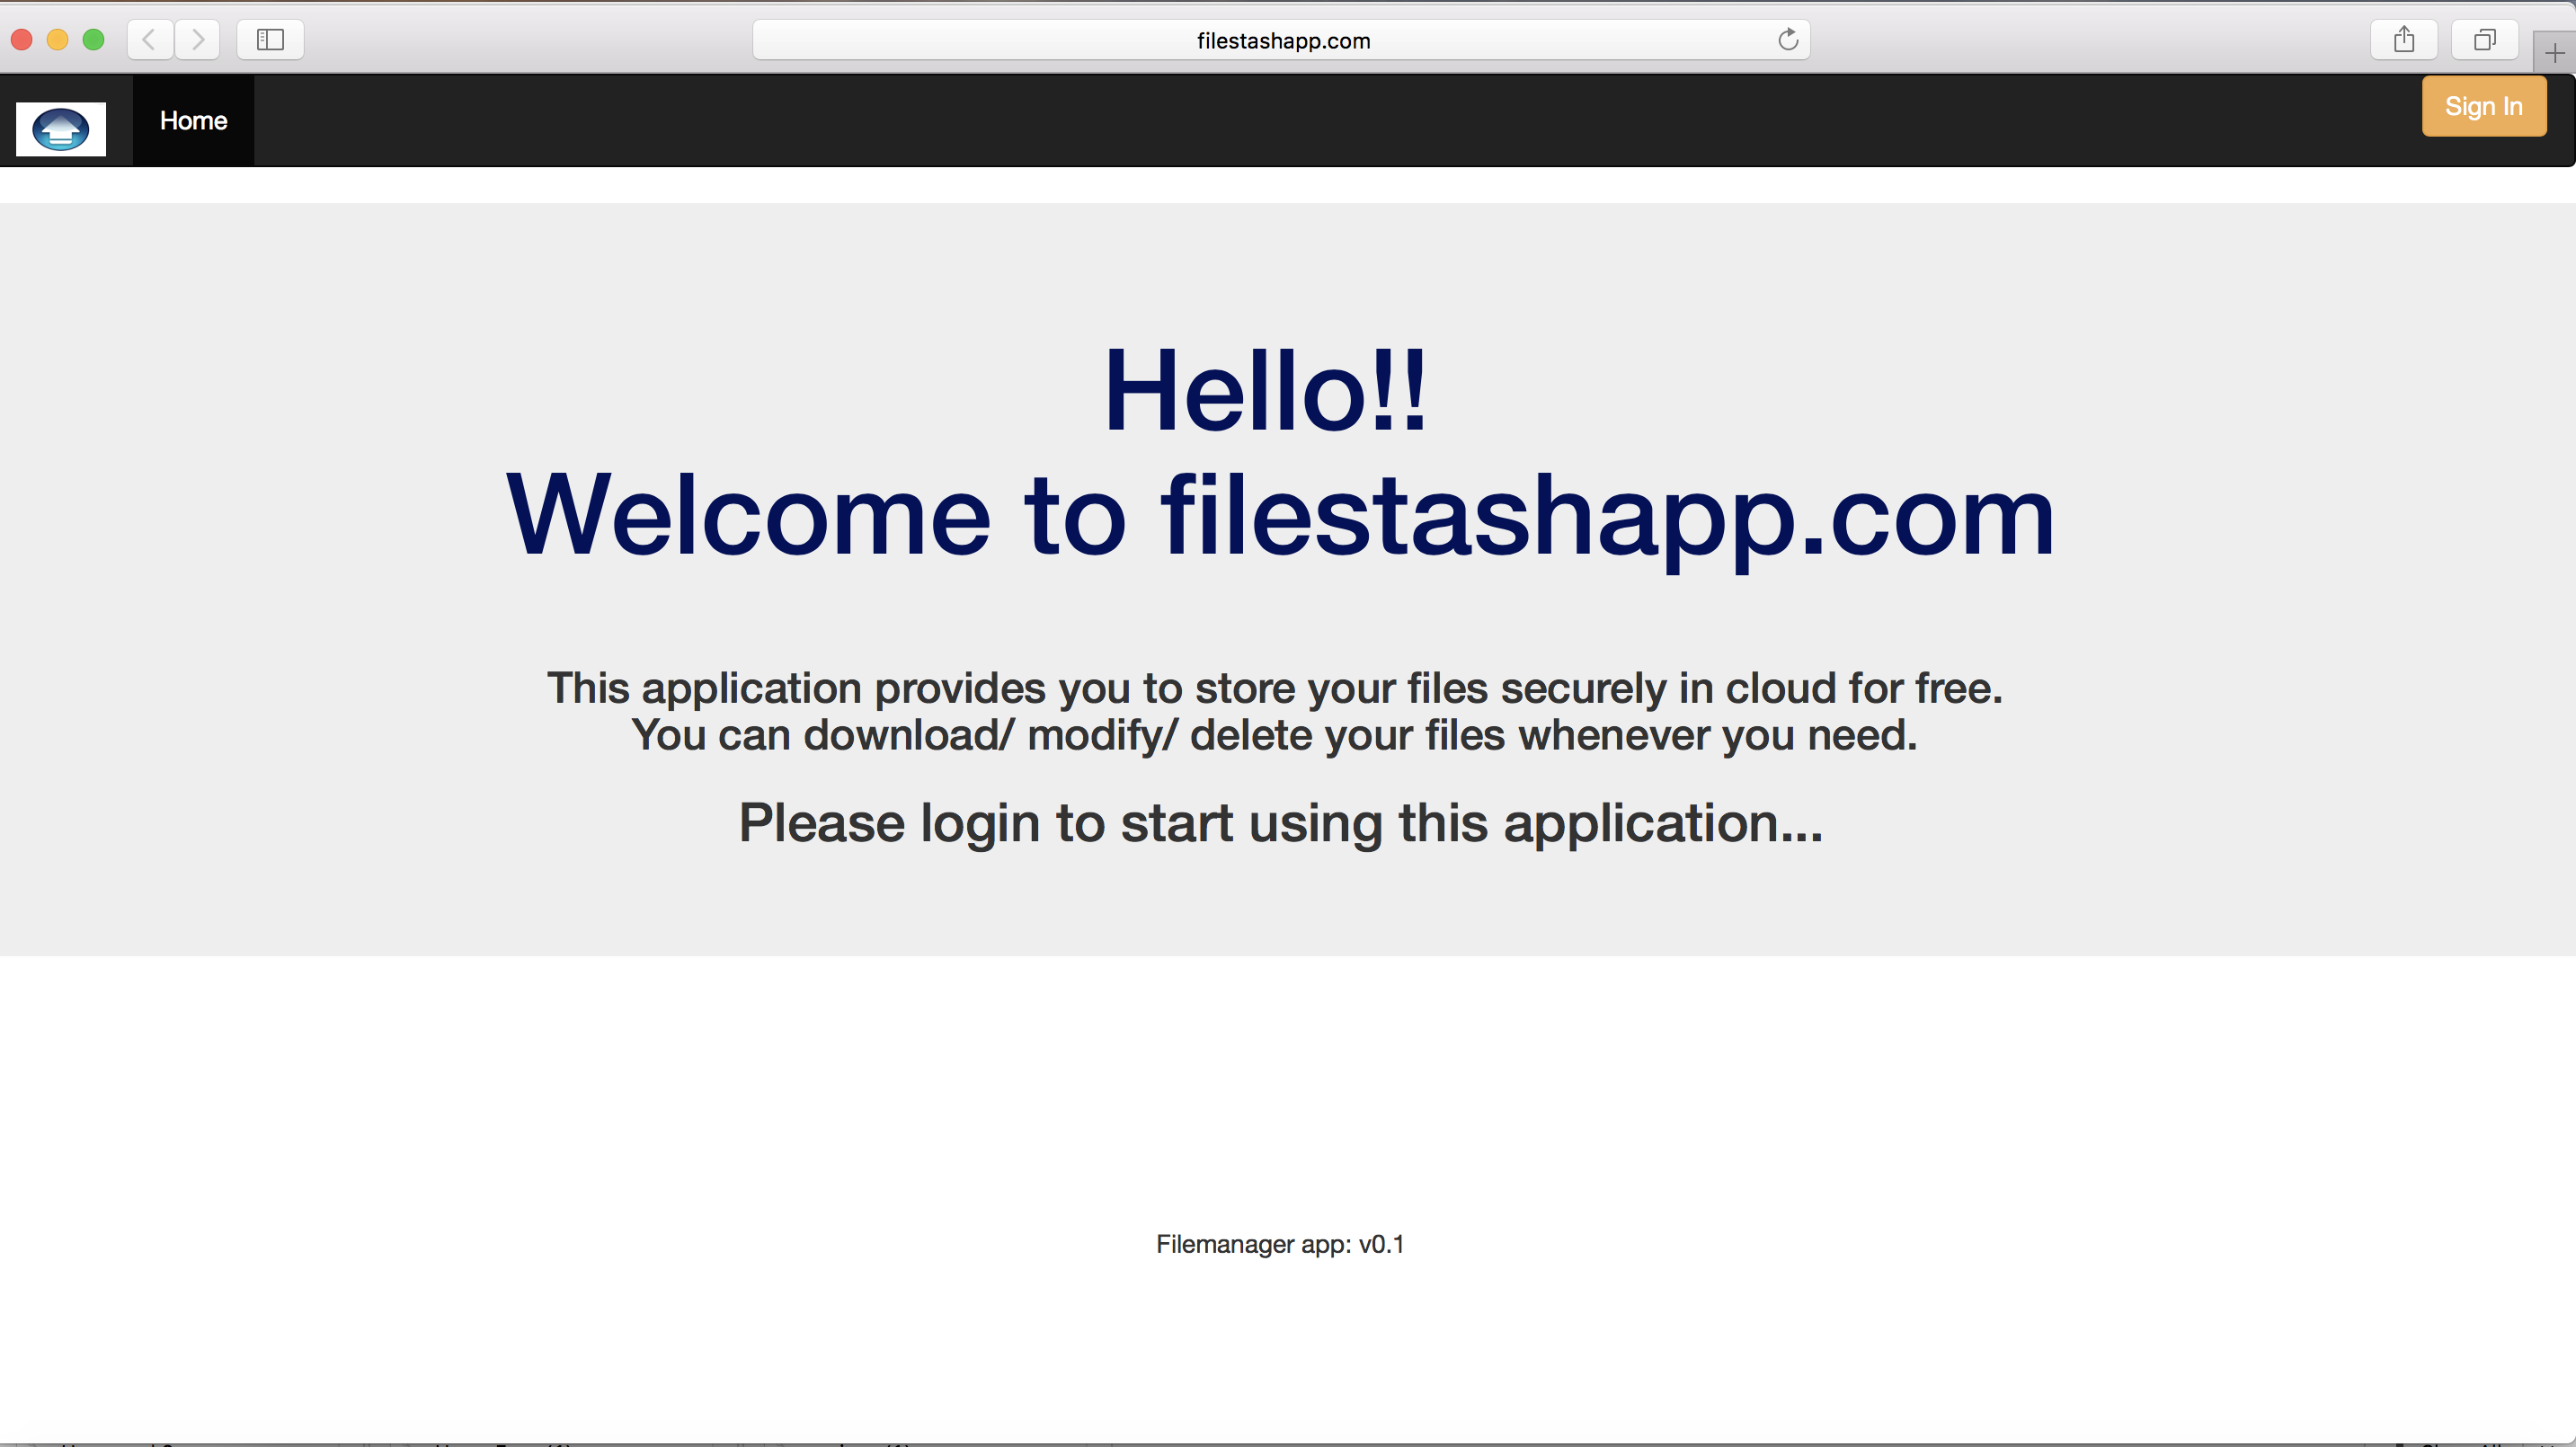 filestashapp.com
Home
Sign In
Hello!!
Welcome to filestashapp.com
This application provides you to store your files securely in cloud for free.
You can download/ modify/ delete your files whenever you need.
Please login to start using this application...
Filemanager app: v0.1